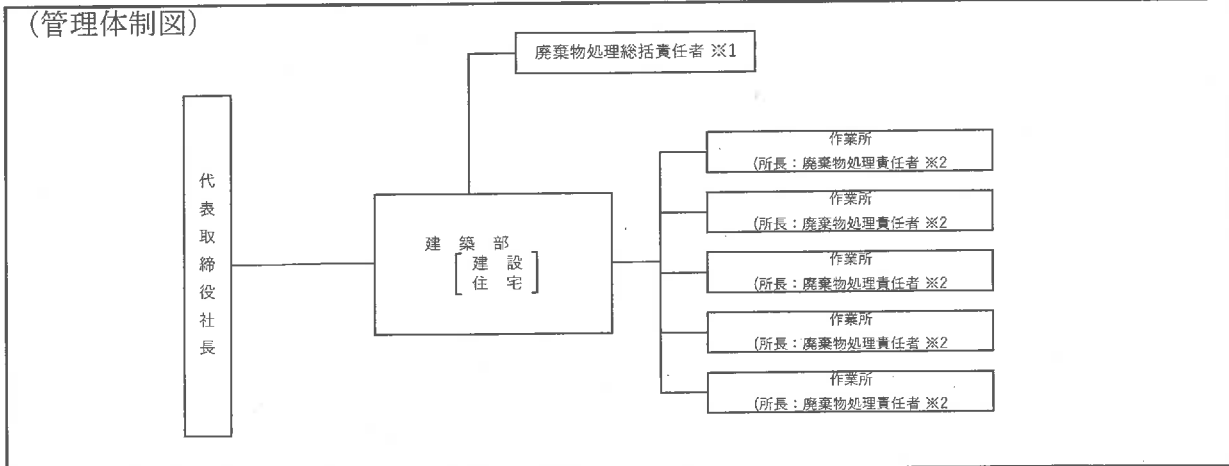 (管理体制図)
廃棄物処理総括責任者 ※1
代表取締役社長
建 築 部
建 設
住 宅
作業所
(所長：廃棄物処理責任者 ※2
作業所
(所長：廃棄物処理責任者 ※2
作業所
(所長：廃棄物処理責任者 ※2
作業所
(所長：廃棄物処理責任者 ※2
作業所
(所長：廃棄物処理責任者 ※2